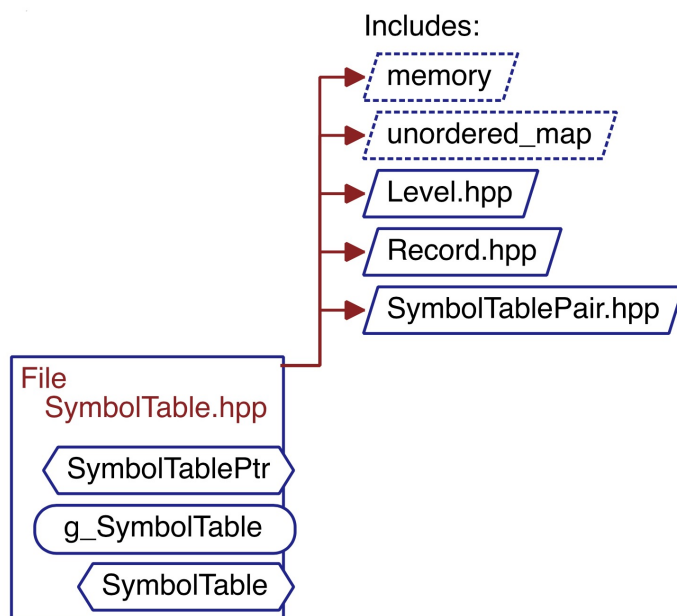 Includes:
memory
unordered_map
Level.hpp
Record.hpp
SymbolTablePair.hpp
File
SymbolTable.hpp
SymbolTablePtr
g_SymbolTable
SymbolTable